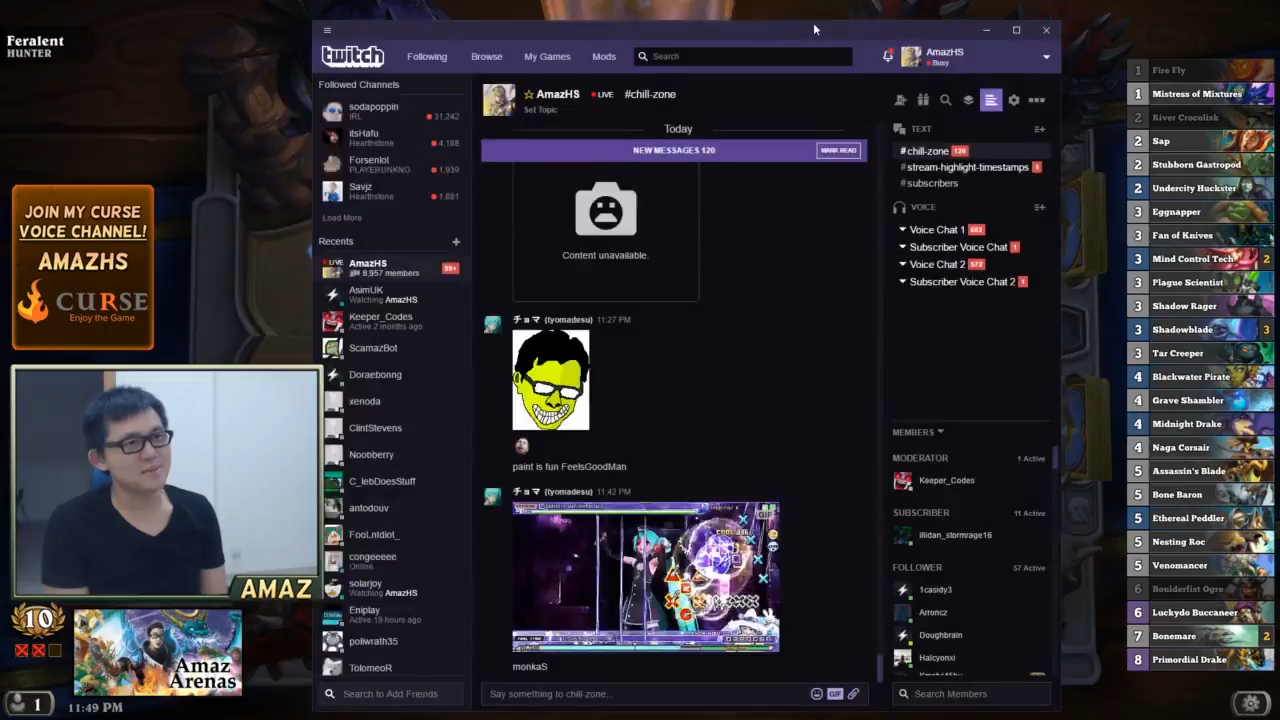 Feralent
HUNTER
twitch
Following
Browse
My Games
Mods
Search
AmazHS
Busy
Followed Channels
sodapoppin
IRL
31,242
itsHafu
Hearthstone
4,188
Forsenlol
PLAYERUNKNO...
1,939
Savjz
Hearthstone
1,881
Load More
Recents
LIVE
AmazHS
8,957 members
99+
AsimUK
Watching AmazHS
Keeper_Codes
Active 2 months ago
ScamazBot
Doraebonng
xenoda
ClintStevens
Noobberry
C_lebDoesStuff
antodouv
FooLnIdiot_
congeeeee
Online
solarjoy
Watching AmazHS
Eniplay
Active 19 hours ago
poliwrath35
TolomeoR
Search to Add Friends
AmazHS
LIVE
#chill-zone
Set Topic
Today
NEW MESSAGES 120
MARK READ
Content unavailable.
チョマ (tyomadesu) 11:27 PM
paint is fun FeelsGoodMan
チョマ (tyomadesu) 11:42 PM
GIF
monkaS
Say something to chill-zone...
GIF
TEXT
#chill-zone 120
#stream-highlight-timestamps 1
#subscribers
VOICE
Voice Chat 1 682
Subscriber Voice Chat 1
Voice Chat 2 572
Subscriber Voice Chat 2 1
MEMBERS
MODERATOR
1 Active
Keeper_Codes
SUBSCRIBER
11 Active
illidan_stormrage16
FOLLOWER
57 Active
1casidy3
Arroncz
Doughbrain
Halcyonxi
Search Members
JOIN MY CURSE
VOICE CHANNEL!
AMAZHS
CURSE
Enjoy the Game
AMAZ
10
Amaz
Arenas
1
11:49 PM
1 Fire Fly
1 Mistress of Mixtures
2 River Crocolisk
2 Sap
2 Stubborn Gastropod
2 Undercity Huckster
3 Eggnapper
3 Fan of Knives
3 Mind Control Tech 2
3 Plague Scientist
3 Shadow Rager
3 Shadowblade 3
3 Tar Creeper
4 Blackwater Pirate
4 Grave Shambler
4 Midnight Drake
4 Naga Corsair
5 Assassin's Blade
5 Bone Baron
5 Ethereal Peddler
5 Nesting Roc
5 Venomancer
6 Boulderfist Ogre
6 Luckydo Buccaneer
7 Bonemare 2
8 Primordial Drake